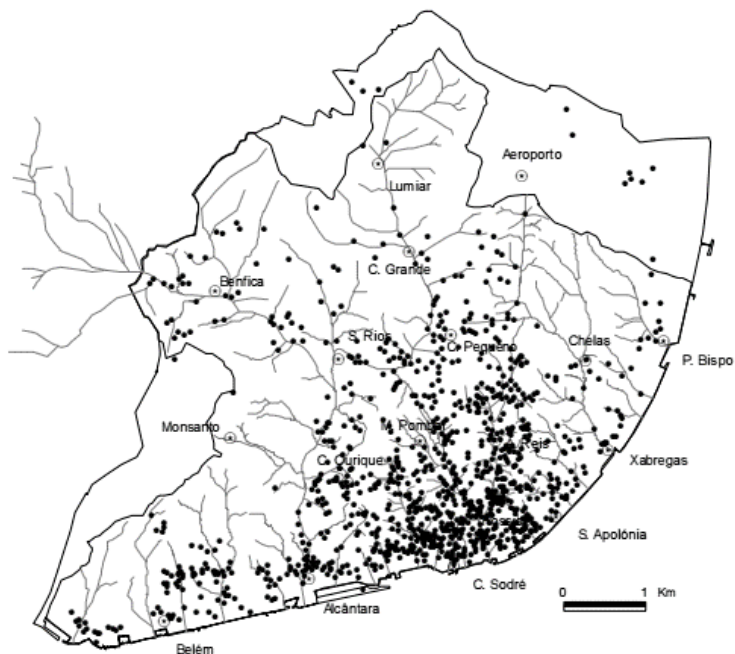 Aeroporto
Lumiar
C. Grande
Benfica
S. Rios
C. Pequeno
Chelas
P. Bispo
Monsanto
M. Pombal
A. Reis
C. Ourique
Xabregas
S. Apolónia
C. Sodré
0 1 Km
Alcântara
Belém